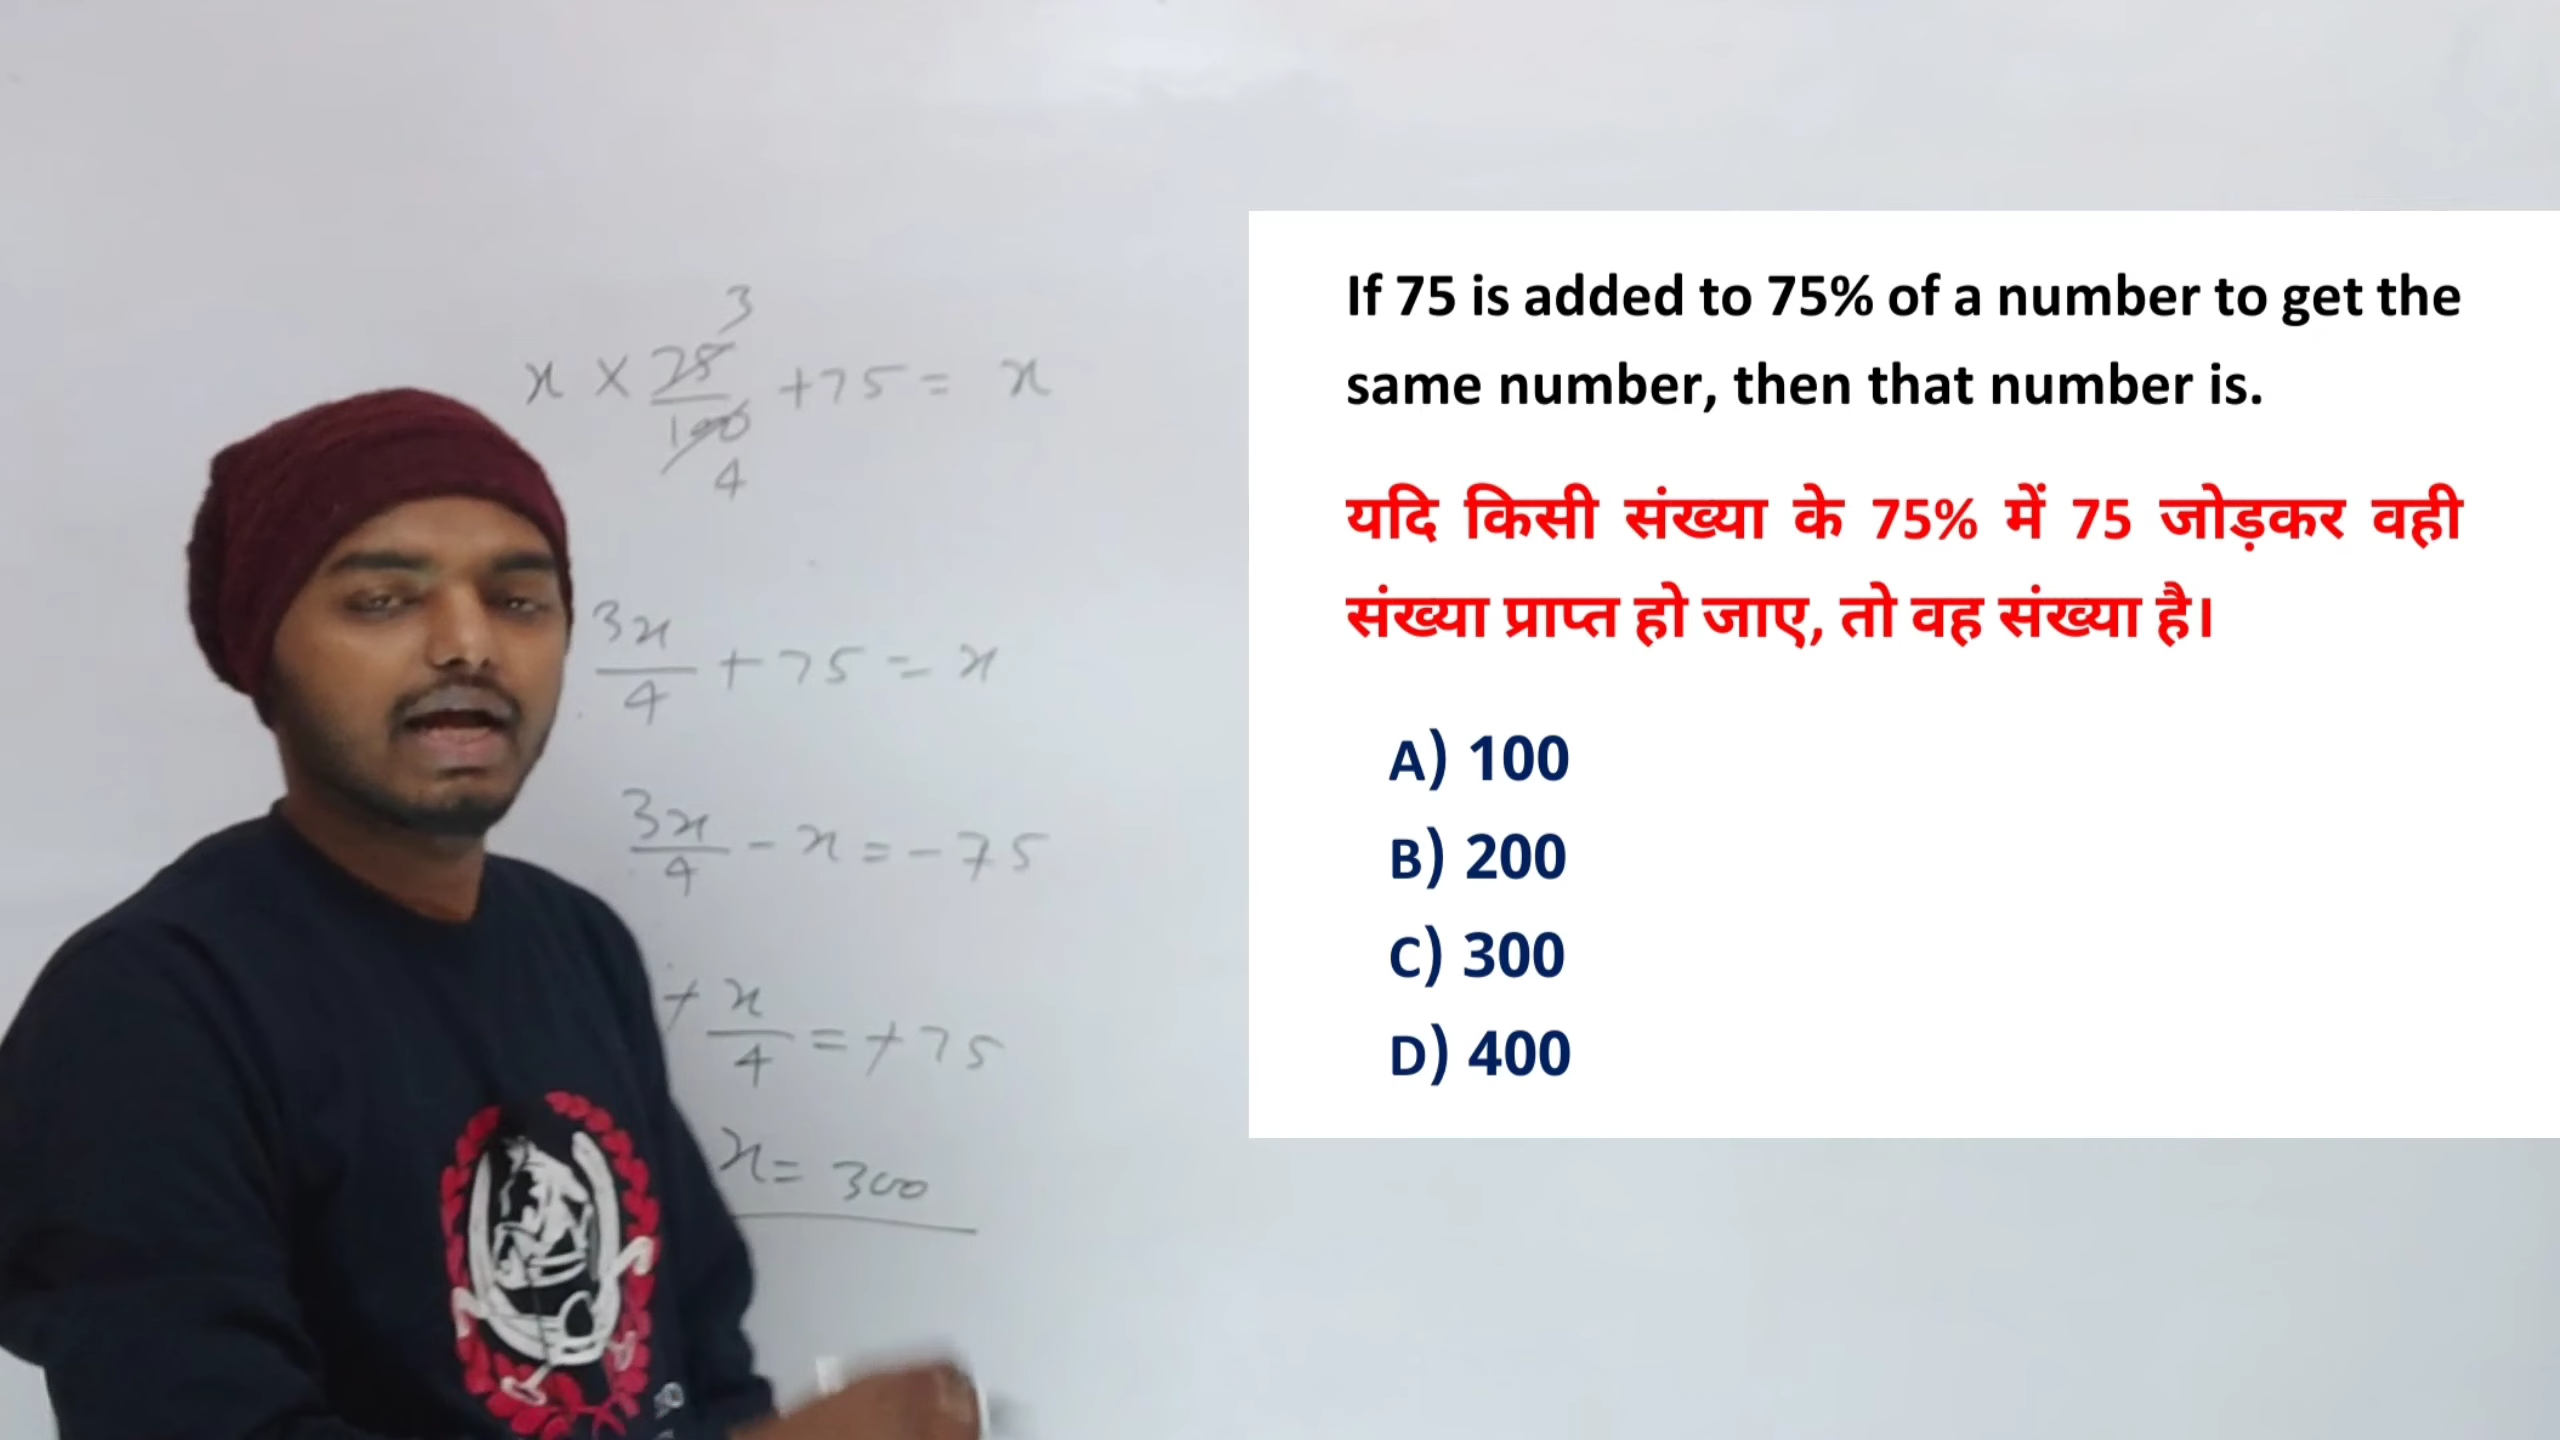 x × 75/100 + 75 = x
3
4
3x/4 + 75 = x
3x/4 - x = -75
+ x/4 = +75
x = 300
If 75 is added to 75% of a number to get the
same number, then that number is.
यदि किसी संख्या के 75% में 75 जोड़कर वही
संख्या प्राप्त हो जाए, तो वह संख्या है।
A) 100
B) 200
C) 300
D) 400